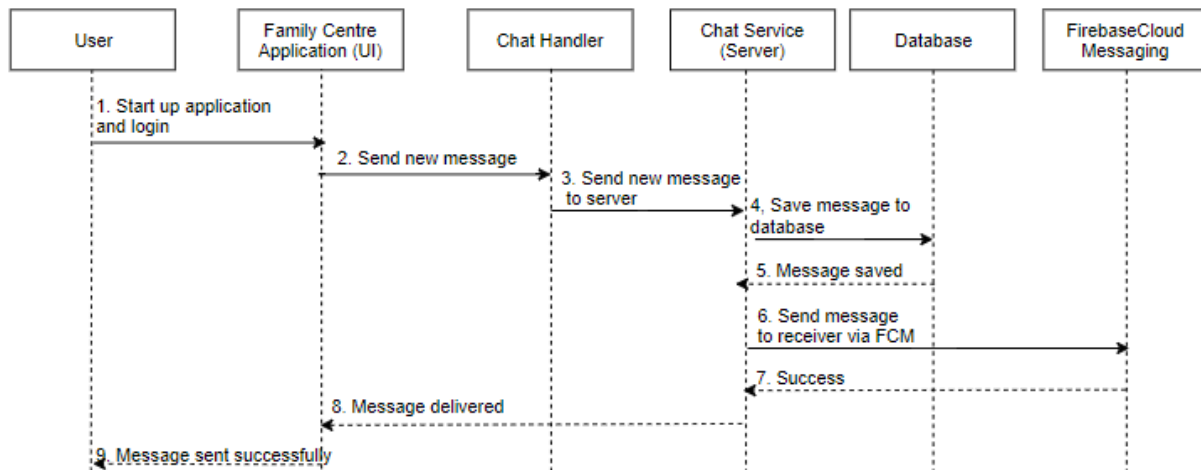 User
Family Centre
Application (UI)
Chat Handler
Chat Service
(Server)
Database
FirebaseCloud
Messaging
1. Start up application
and login
2. Send new message
3. Send new message
to server
4, Save message to
database
5. Message saved
6. Send message
to receiver via FCM
7. Success
8. Message delivered
9. Message sent successfully